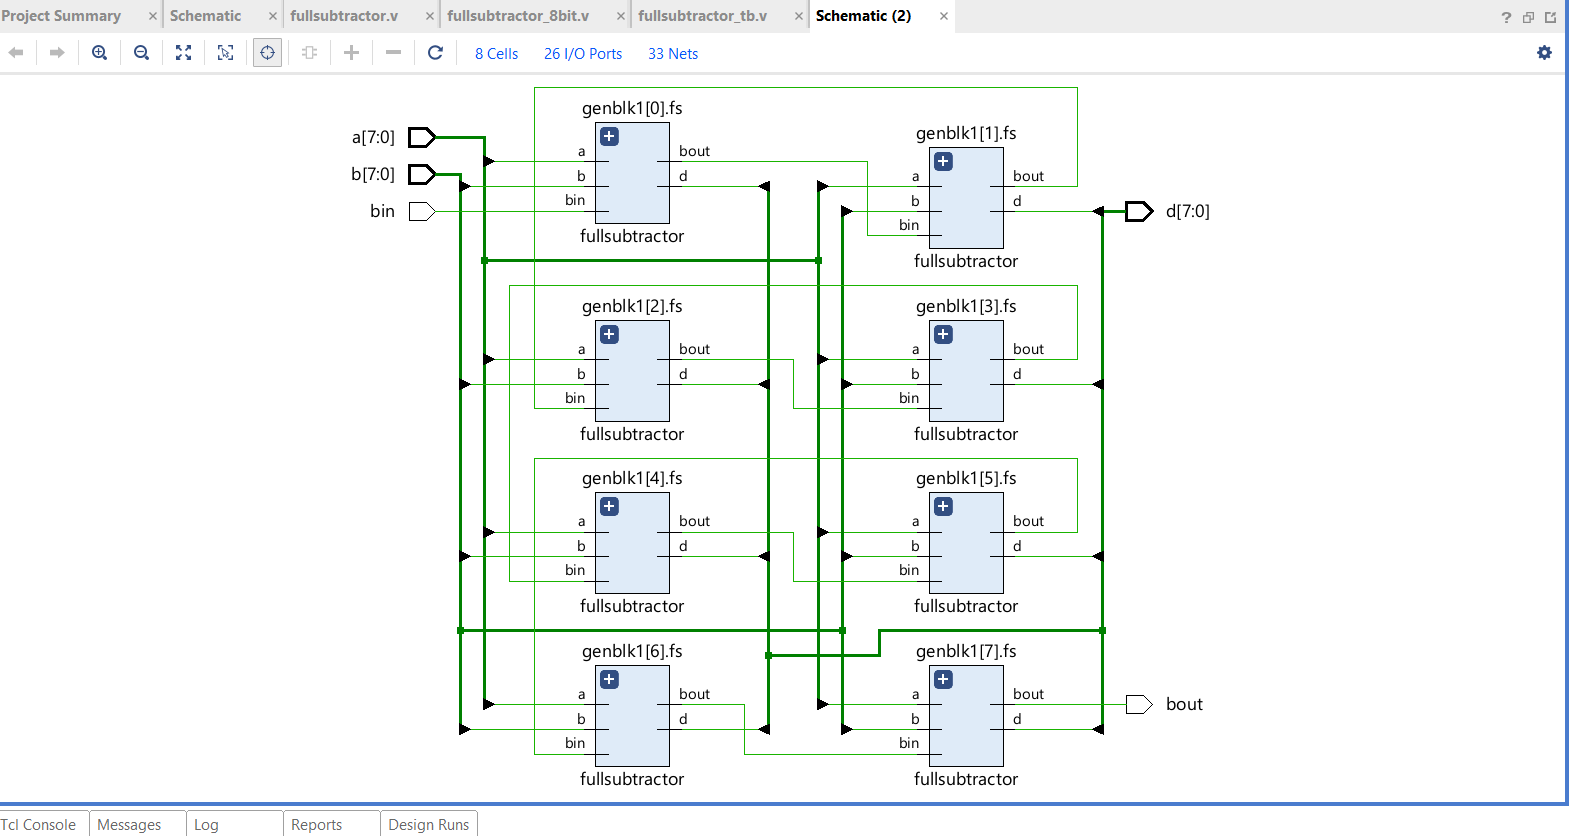 Project Summary × Schematic × fullsubtractor.v × fullsubtractor_8bit.v × fullsubtractor_tb.v × Schematic (2) × ?
8 Cells 26 I/O Ports 33 Nets
genblk1[0].fs
a[7:0]
b[7:0]
bin
a
b
bin
bout
d
fullsubtractor
genblk1[1].fs
a
b
bin
bout
d
fullsubtractor
d[7:0]
genblk1[2].fs
a
b
bin
bout
d
fullsubtractor
genblk1[3].fs
a
b
bin
bout
d
fullsubtractor
genblk1[4].fs
a
b
bin
bout
d
fullsubtractor
genblk1[5].fs
a
b
bin
bout
d
fullsubtractor
genblk1[6].fs
a
b
bin
bout
d
fullsubtractor
genblk1[7].fs
a
b
bin
bout
d
fullsubtractor
bout
Tcl Console Messages Log Reports Design Runs